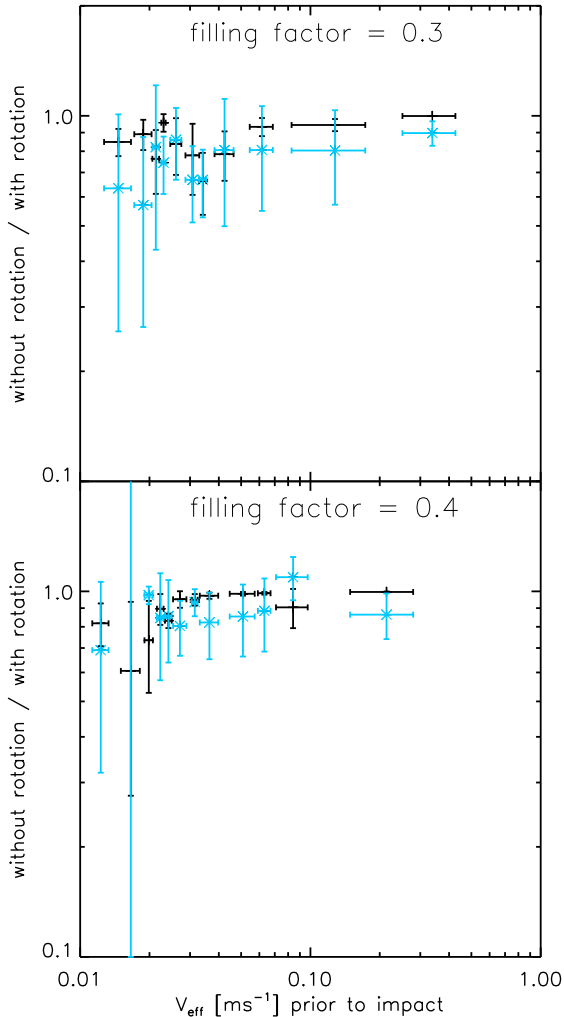 filling factor = 0.3
1.0
without rotation / with rotation
0.1
filling factor = 0.4
1.0
without rotation / with rotation
0.1
0.01 0.10 1.00
V_eff [ms⁻¹] prior to impact